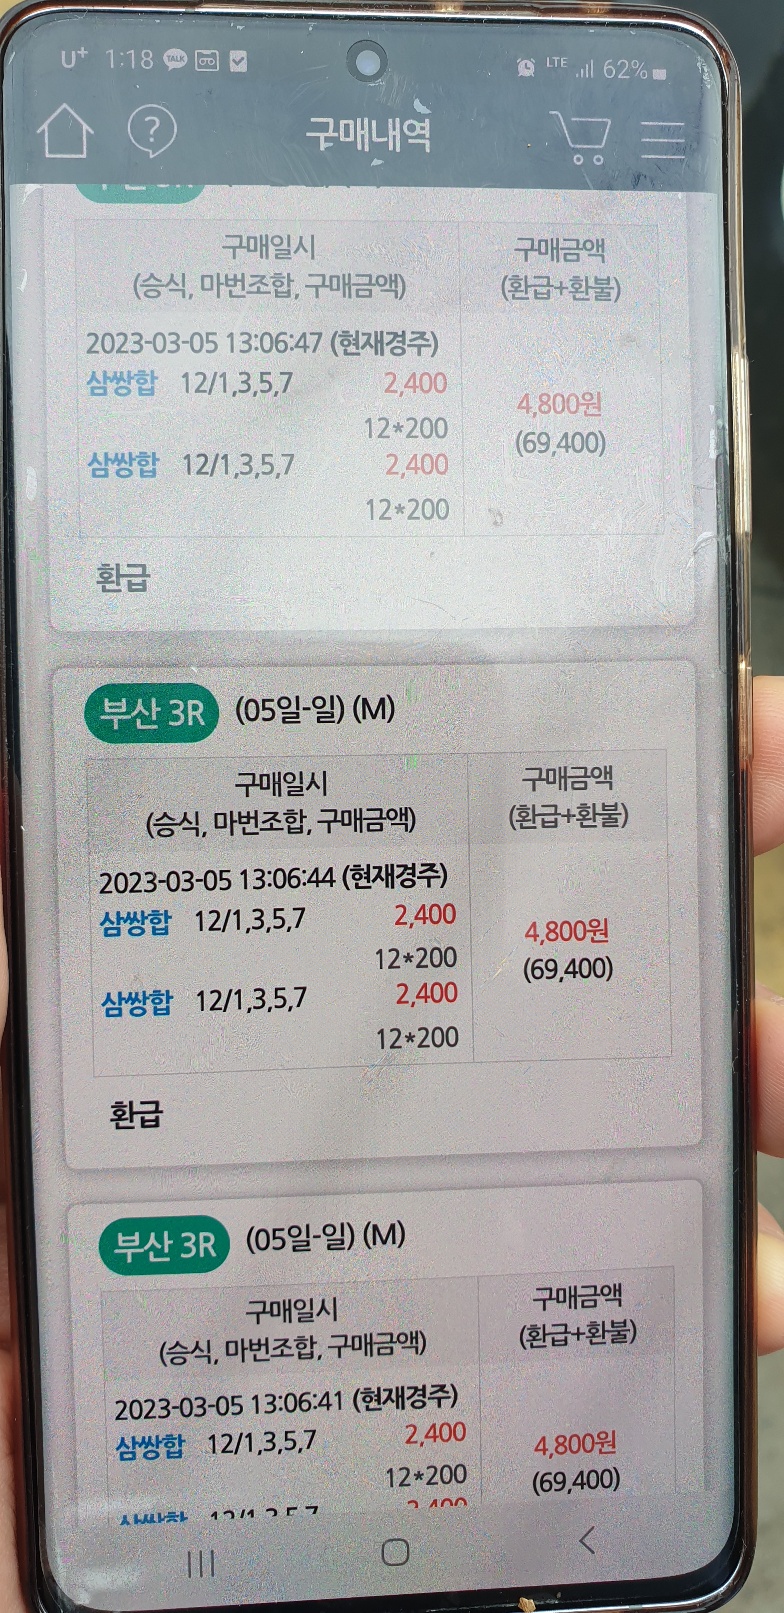 U+ 1:18 TALK LTE 62%
구매내역
구매일시 구매금액
(승식, 마번조합, 구매금액) (환급+환불)
2023-03-05 13:06:47 (현재경주)
삼쌍합 12/1,3,5,7 2,400
4,800원
12*200 (69,400)
삼쌍합 12/1,3,5,7 2,400
12*200
환급
부산 3R (05일-일) (M)
구매일시 구매금액
(승식, 마번조합, 구매금액) (환급+환불)
2023-03-05 13:06:44 (현재경주)
삼쌍합 12/1,3,5,7 2,400
4,800원
12*200 (69,400)
삼쌍합 12/1,3,5,7 2,400
12*200
환급
부산 3R (05일-일) (M)
구매일시 구매금액
(승식, 마번조합, 구매금액) (환급+환불)
2023-03-05 13:06:41 (현재경주)
삼쌍합 12/1,3,5,7 2,400
4,800원
12*200 (69,400)